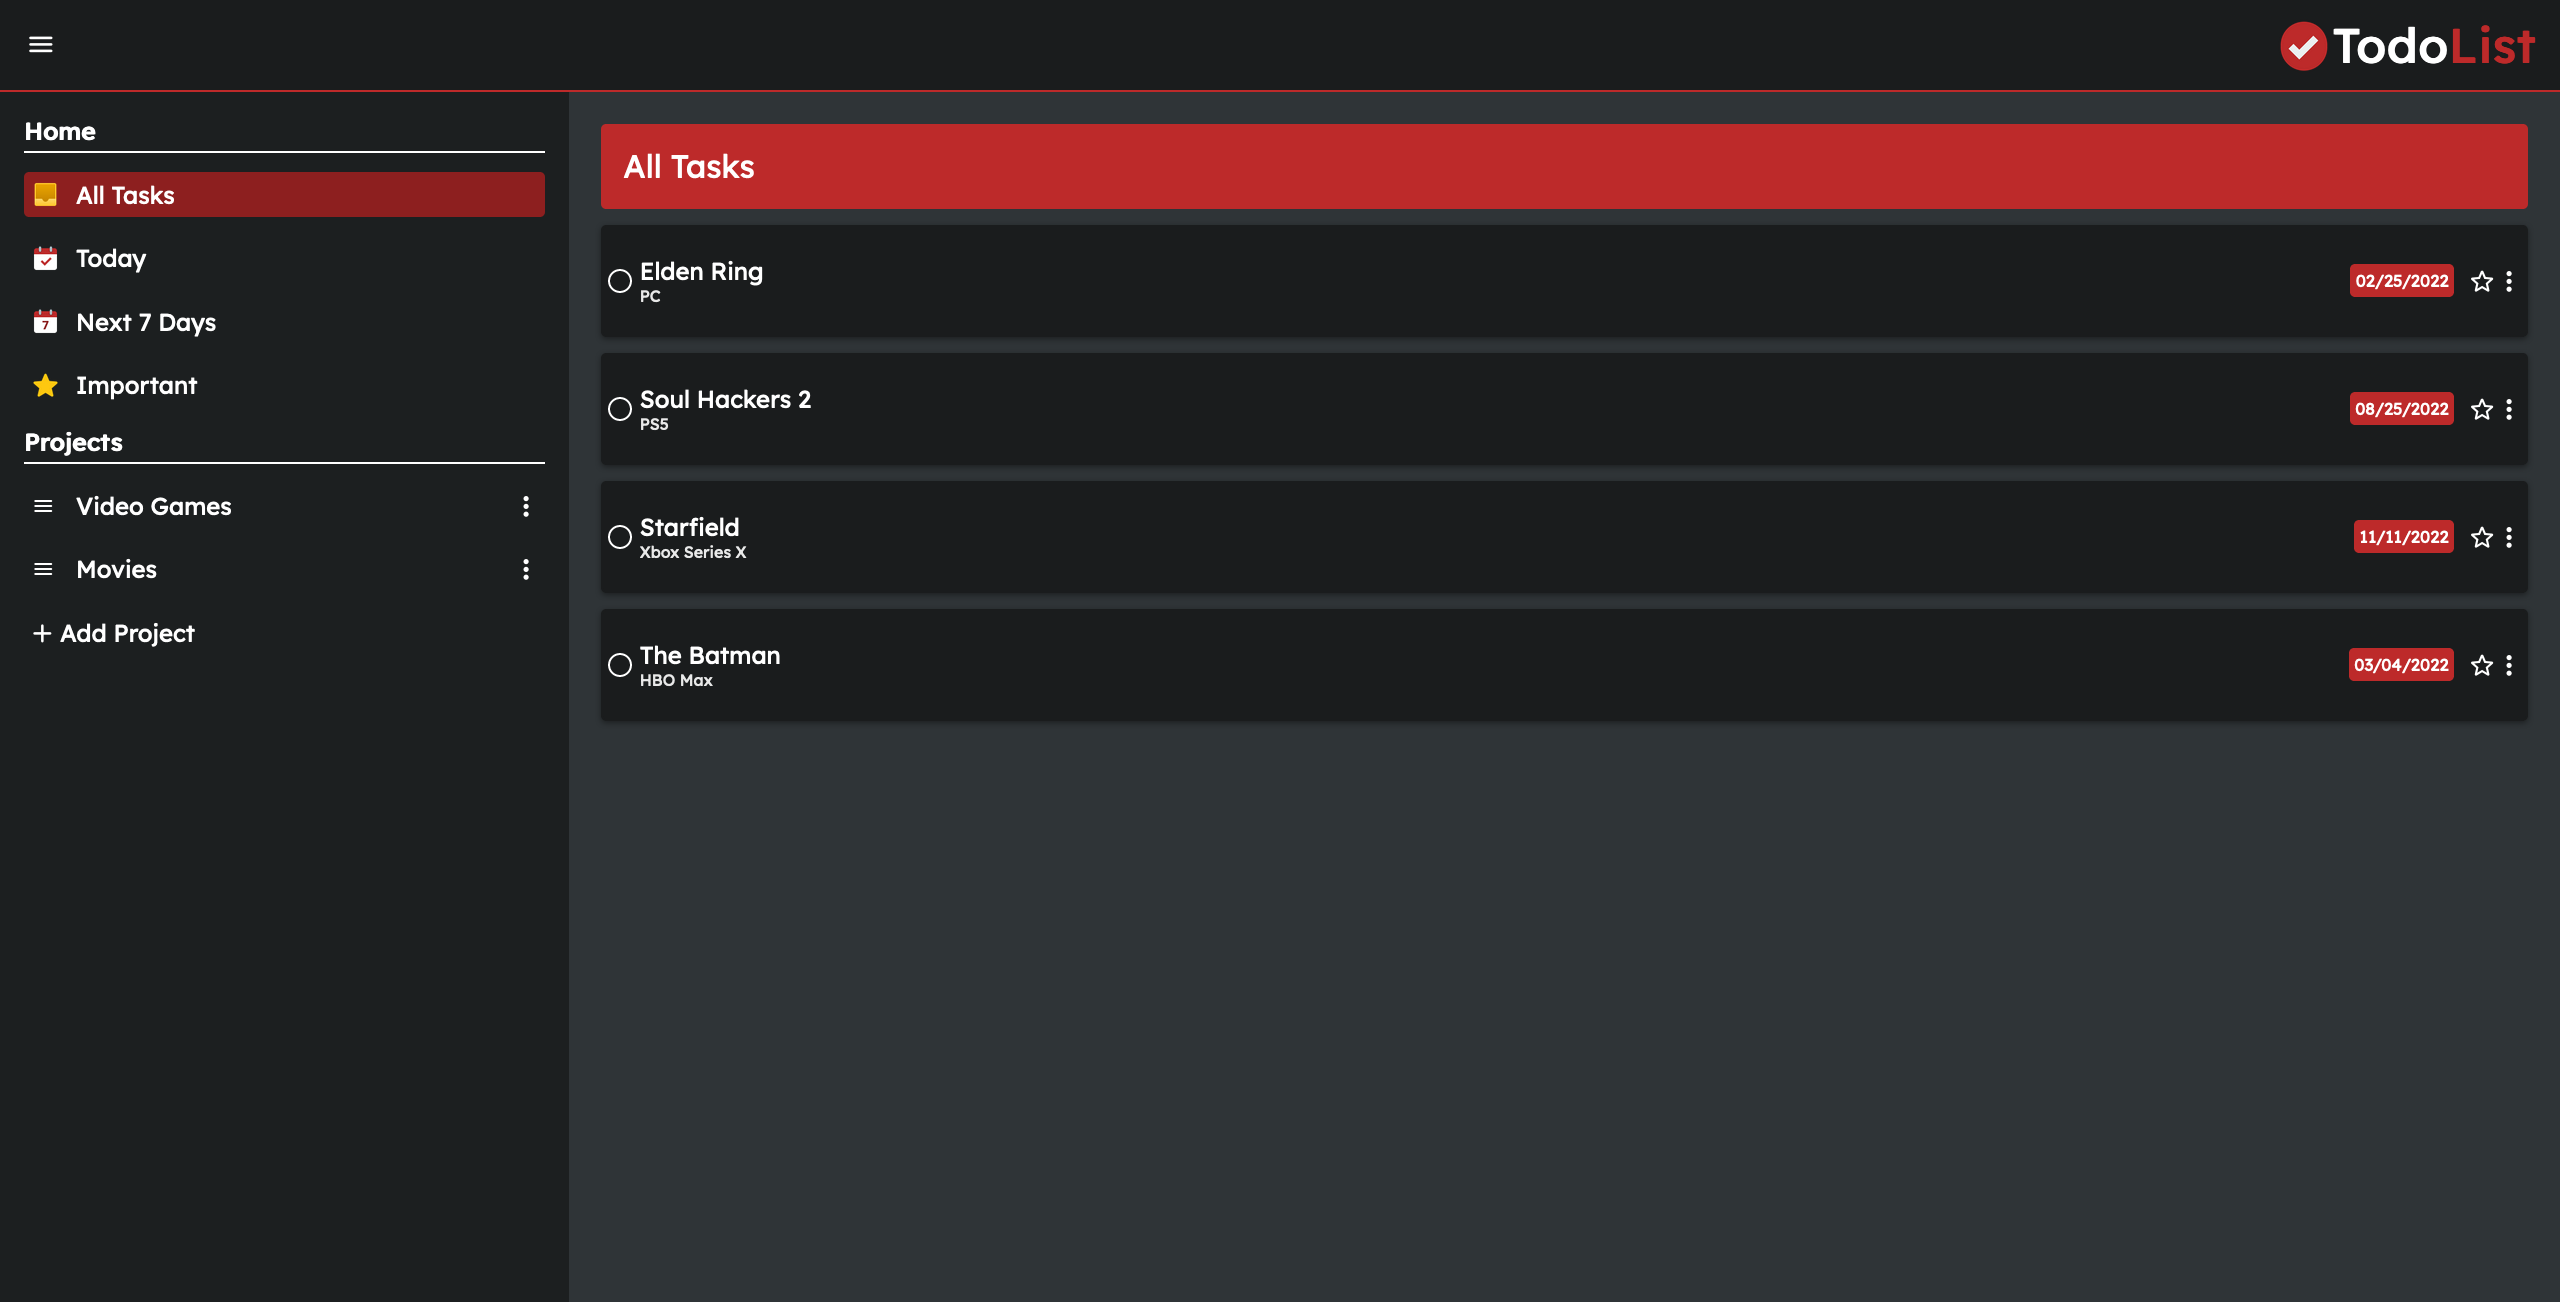 TodoList
Home
All Tasks
Today
7
Next 7 Days
Important
Projects
Video Games
Movies
+ Add Project
All Tasks
Elden Ring
PC
02/25/2022
Soul Hackers 2
PS5
08/25/2022
Starfield
Xbox Series X
11/11/2022
The Batman
HBO Max
03/04/2022